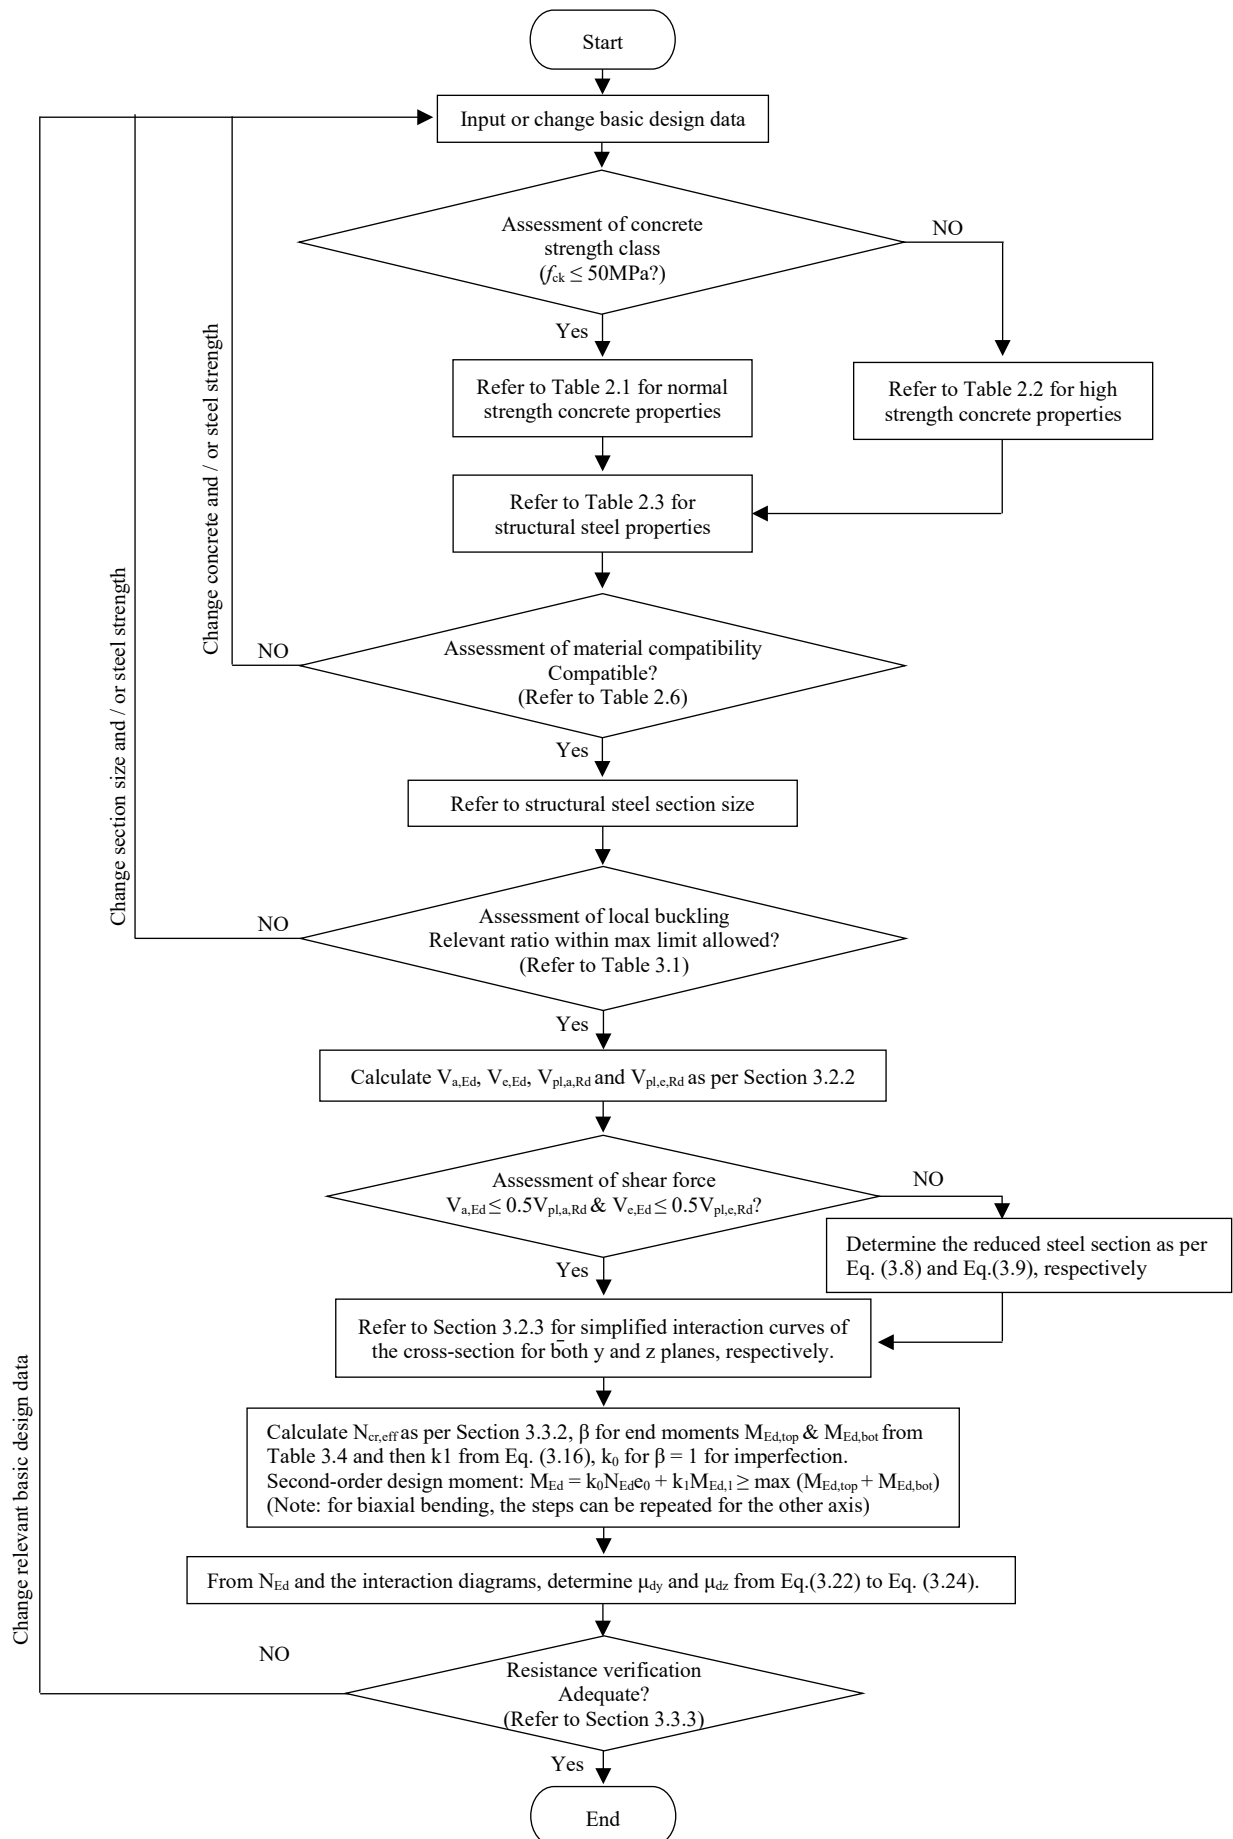 Start
Input or change basic design data
Assessment of concrete
strength class
(fck ≤ 50MPa?)
NO
Yes
Refer to Table 2.1 for normal
strength concrete properties
Refer to Table 2.2 for high
strength concrete properties
Refer to Table 2.3 for
structural steel properties
Change concrete and / or steel strength
NO
Assessment of material compatibility
Compatible?
(Refer to Table 2.6)
Yes
Refer to structural steel section size
Change section size and / or steel strength
NO
Assessment of local buckling
Relevant ratio within max limit allowed?
(Refer to Table 3.1)
Yes
Calculate Va,Ed, Ve,Ed, Vpl,a,Rd and Vpl,e,Rd as per Section 3.2.2
Assessment of shear force
Va,Ed ≤ 0.5Vpl,a,Rd & Ve,Ed ≤ 0.5Vpl,e,Rd?
NO
Yes
Determine the reduced steel section as per
Eq. (3.8) and Eq.(3.9), respectively
Refer to Section 3.2.3 for simplified interaction curves of
the cross-section for both y and z planes, respectively.
Calculate Ncr,eff as per Section 3.3.2, β for end moments MEd,top & MEd,bot from
Table 3.4 and then k1 from Eq. (3.16), k0 for β = 1 for imperfection.
Second-order design moment: MEd = k0NEde0 + k1MEd,1 ≥ max (MEd,top + MEd,bot)
(Note: for biaxial bending, the steps can be repeated for the other axis)
From NEd and the interaction diagrams, determine μdy and μdz from Eq.(3.22) to Eq. (3.24).
Change relevant basic design data
NO
Resistance verification
Adequate?
(Refer to Section 3.3.3)
Yes
End